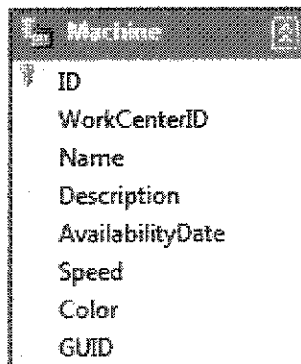 Machine
ID
WorkCenterID
Name
Description
AvailabilityDate
Speed
Color
GUID